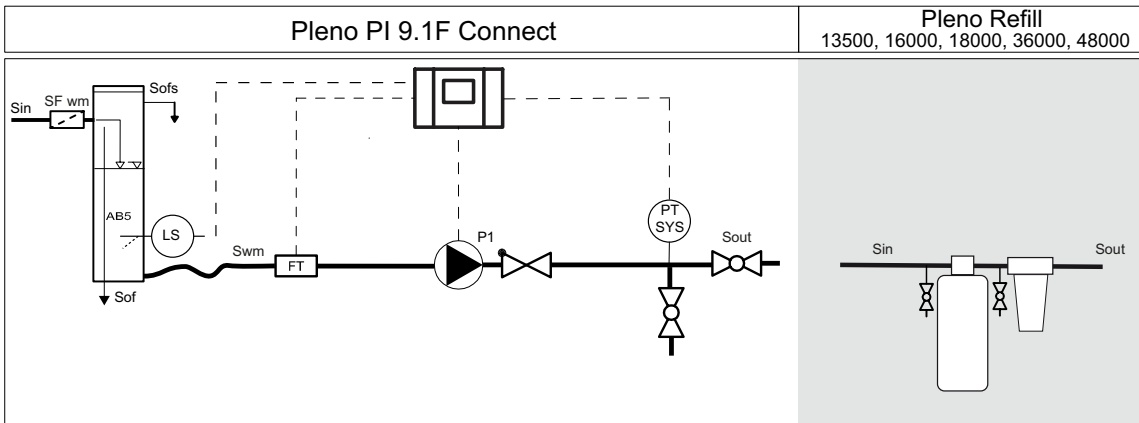 Pleno PI 9.1F Connect
Pleno Refill
13500, 16000, 18000, 36000, 48000
Sin
SF wm
Sofs
AB5
LS
Swm
FT
Sof
P1
PT
SYS
Sout
Sin
Sout